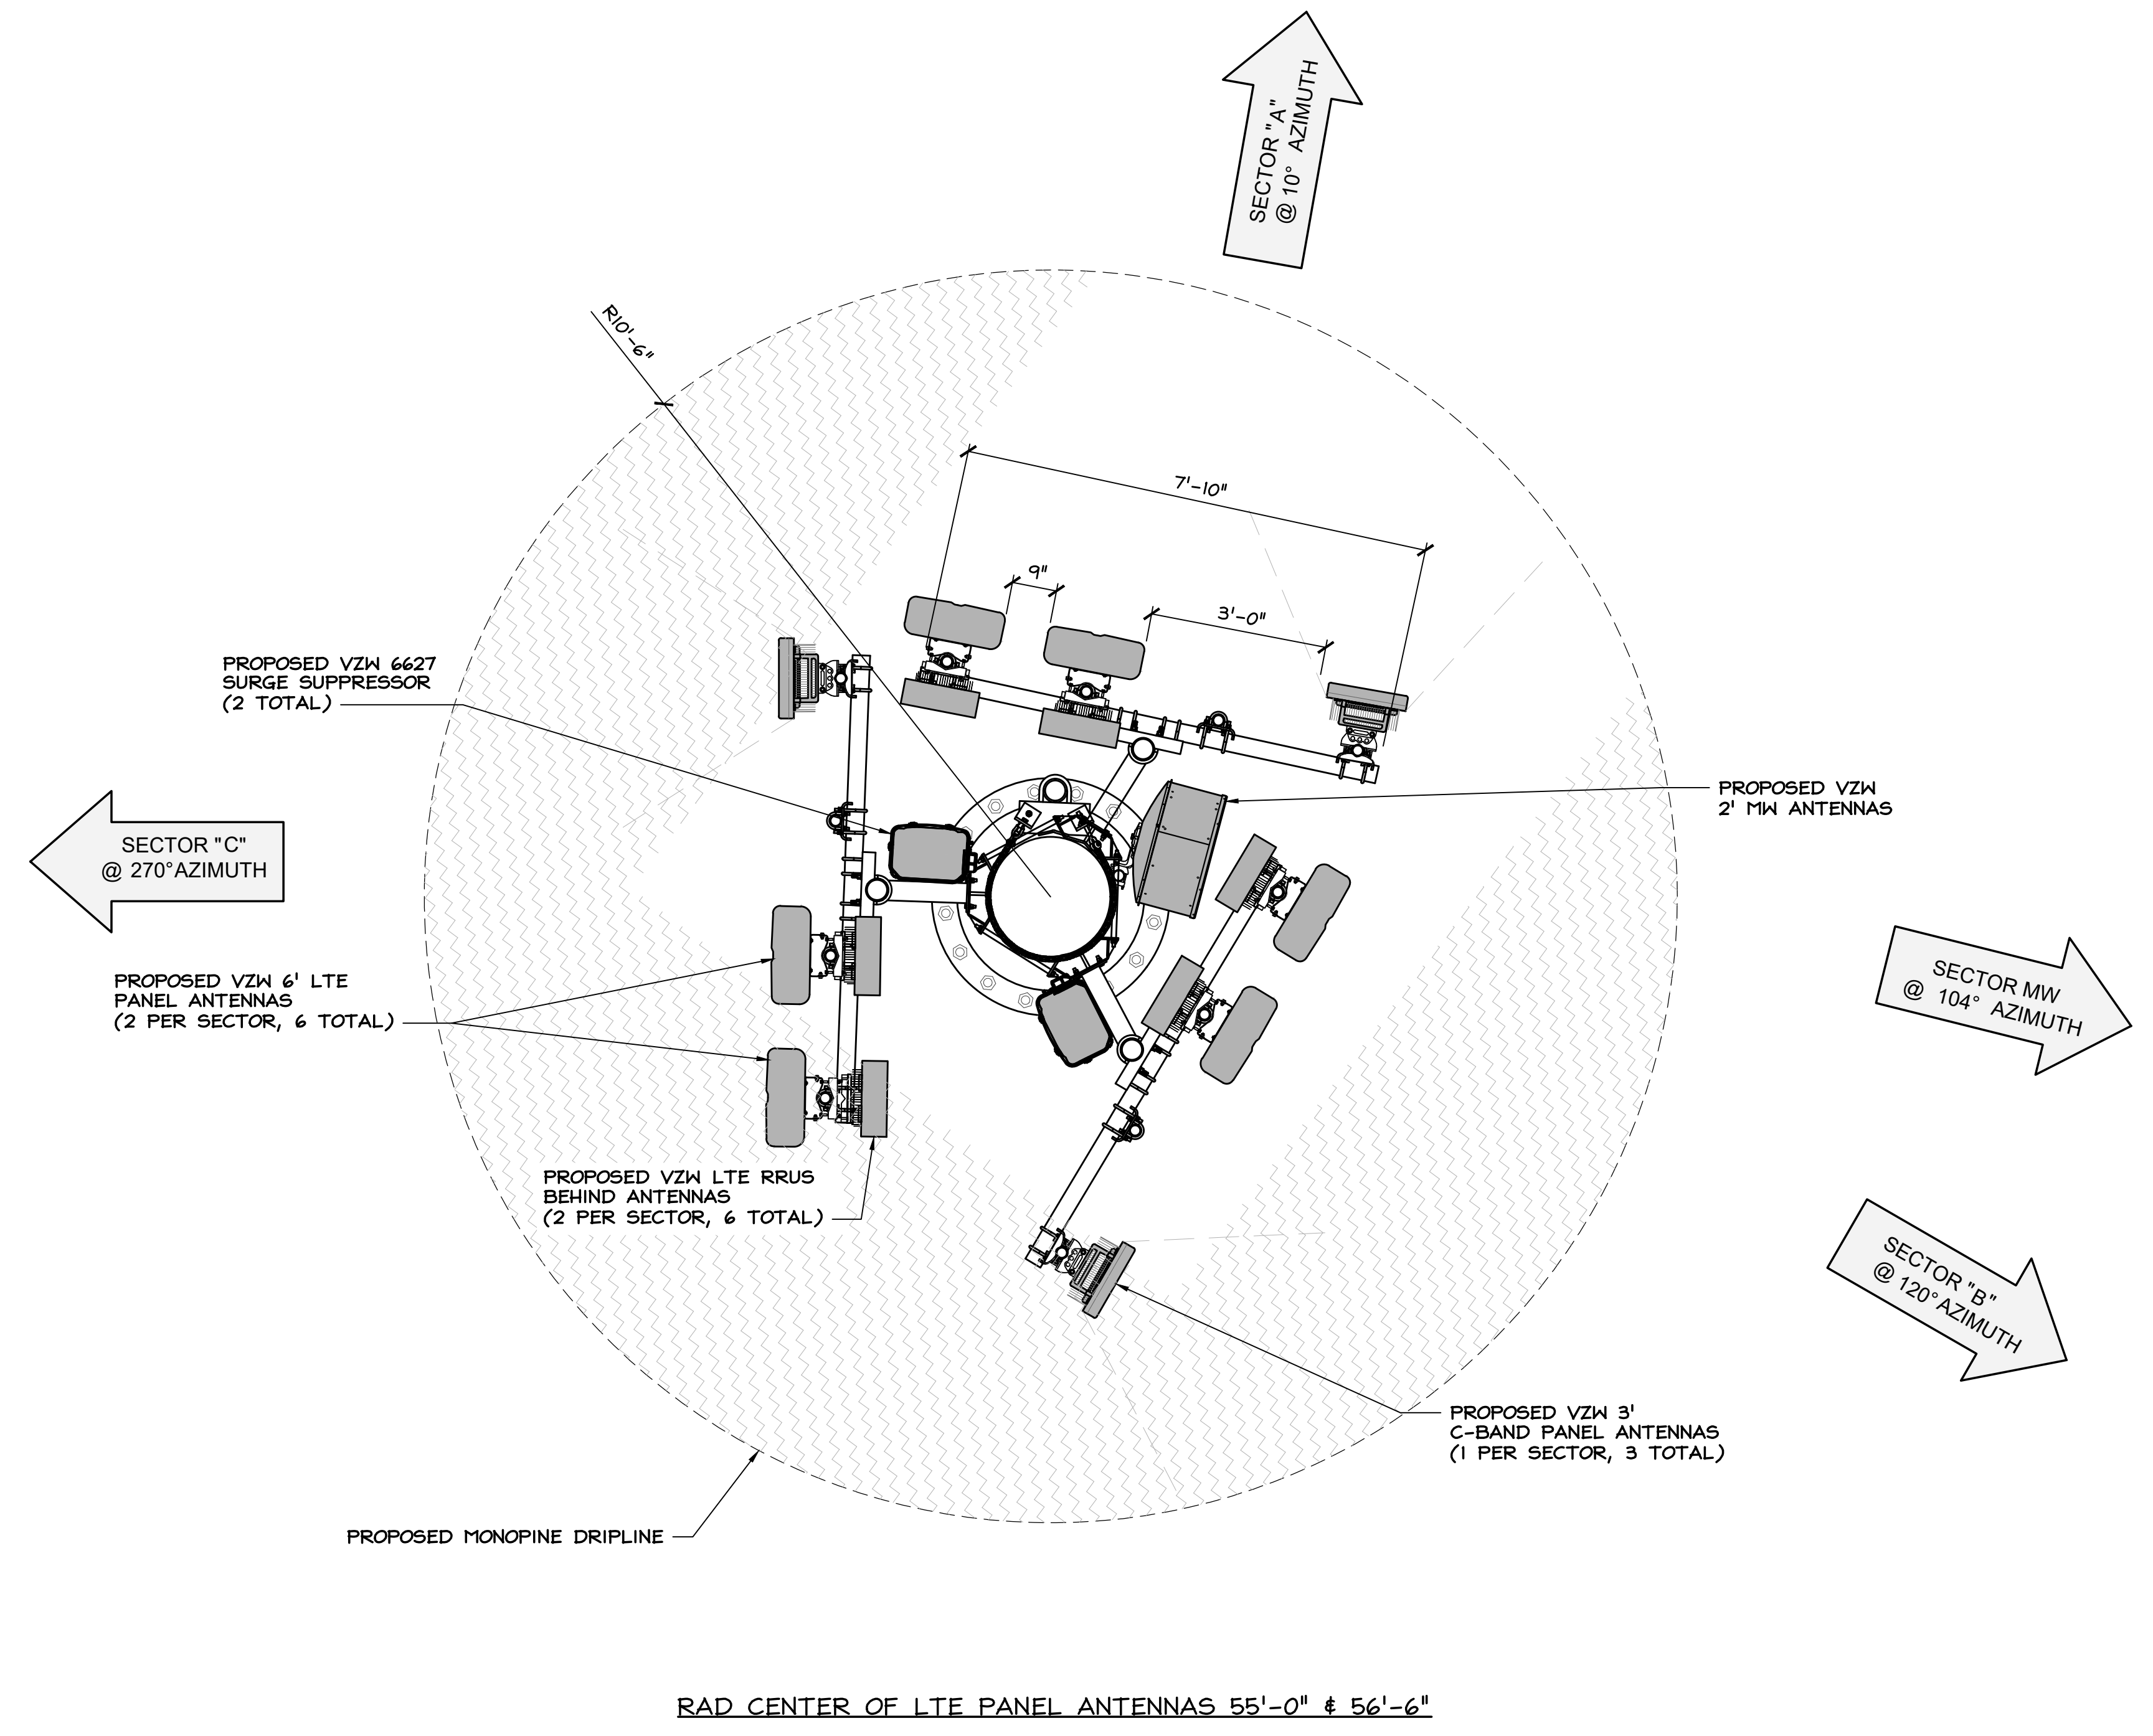 SECTOR "A"
@ 10° AZIMUTH
R10'-6"
7'-10"
9"
3'-0"
PROPOSED VZW 6627
SURGE SUPPRESSOR
(2 TOTAL)
PROPOSED VZW
2' MW ANTENNAS
SECTOR "C"
@ 270°AZIMUTH
PROPOSED VZW 6' LTE
PANEL ANTENNAS
(2 PER SECTOR, 6 TOTAL)
SECTOR MW
@ 104° AZIMUTH
PROPOSED VZW LTE RRUS
BEHIND ANTENNAS
(2 PER SECTOR, 6 TOTAL)
SECTOR "B"
@ 120°AZIMUTH
PROPOSED VZW 3'
C-BAND PANEL ANTENNAS
(1 PER SECTOR, 3 TOTAL)
PROPOSED MONOPINE DRIPLINE
RAD CENTER OF LTE PANEL ANTENNAS 55'-0" & 56'-6"